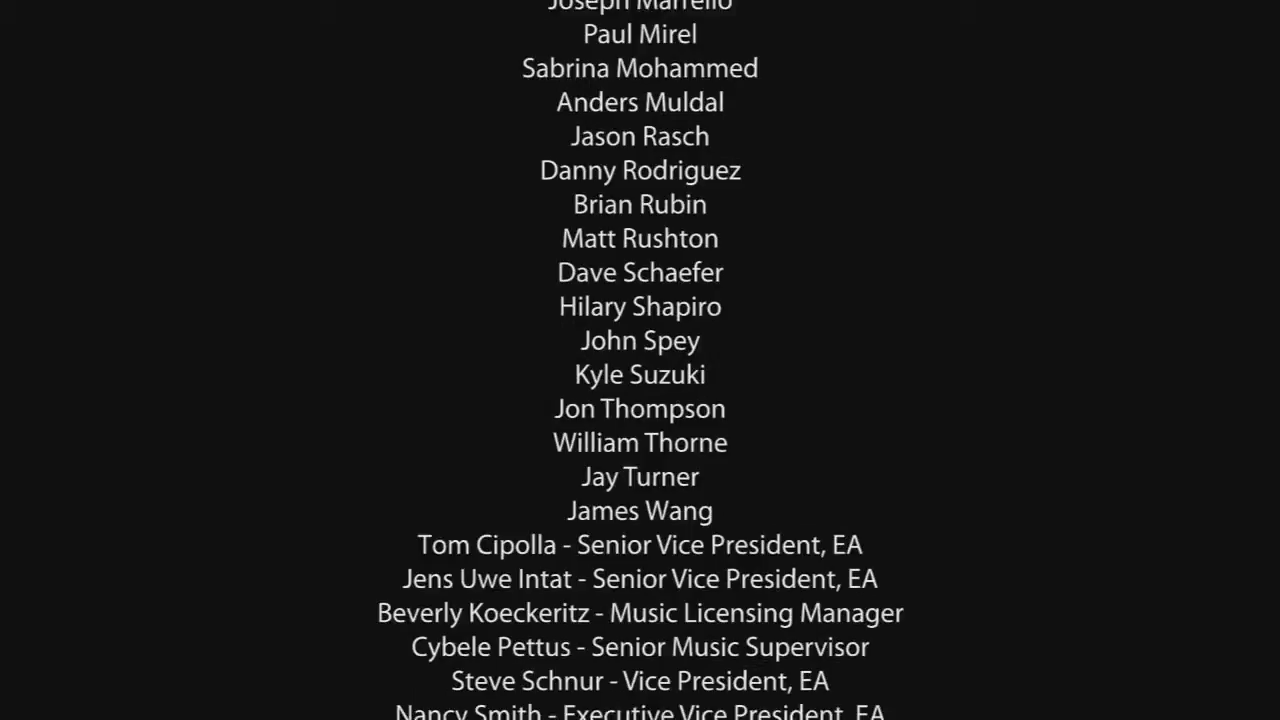 Joseph Marrello
Paul Mirel
Sabrina Mohammed
Anders Muldal
Jason Rasch
Danny Rodriguez
Brian Rubin
Matt Rushton
Dave Schaefer
Hilary Shapiro
John Spey
Kyle Suzuki
Jon Thompson
William Thorne
Jay Turner
James Wang
Tom Cipolla - Senior Vice President, EA
Jens Uwe Intat - Senior Vice President, EA
Beverly Koeckeritz - Music Licensing Manager
Cybele Pettus - Senior Music Supervisor
Steve Schnur - Vice President, EA
Nancy Smith - Executive Vice President, EA